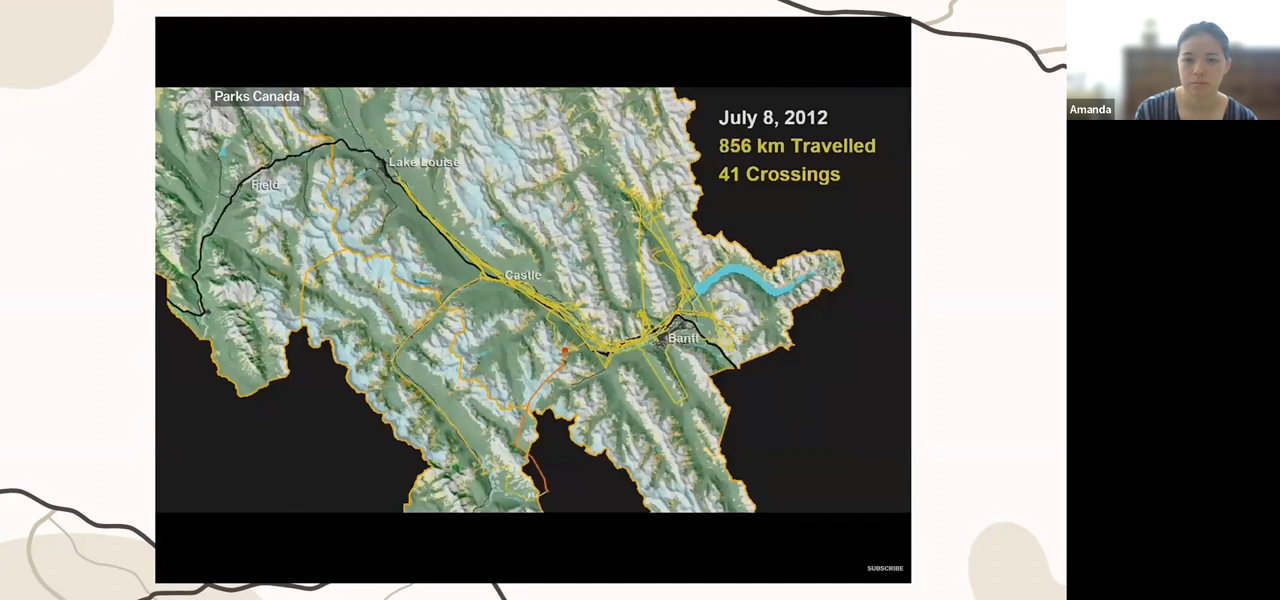 Parks Canada
July 8, 2012
856 km Travelled
41 Crossings
Lake Louise
Field
Castle
Banff
Amanda
SUBSCRIBE